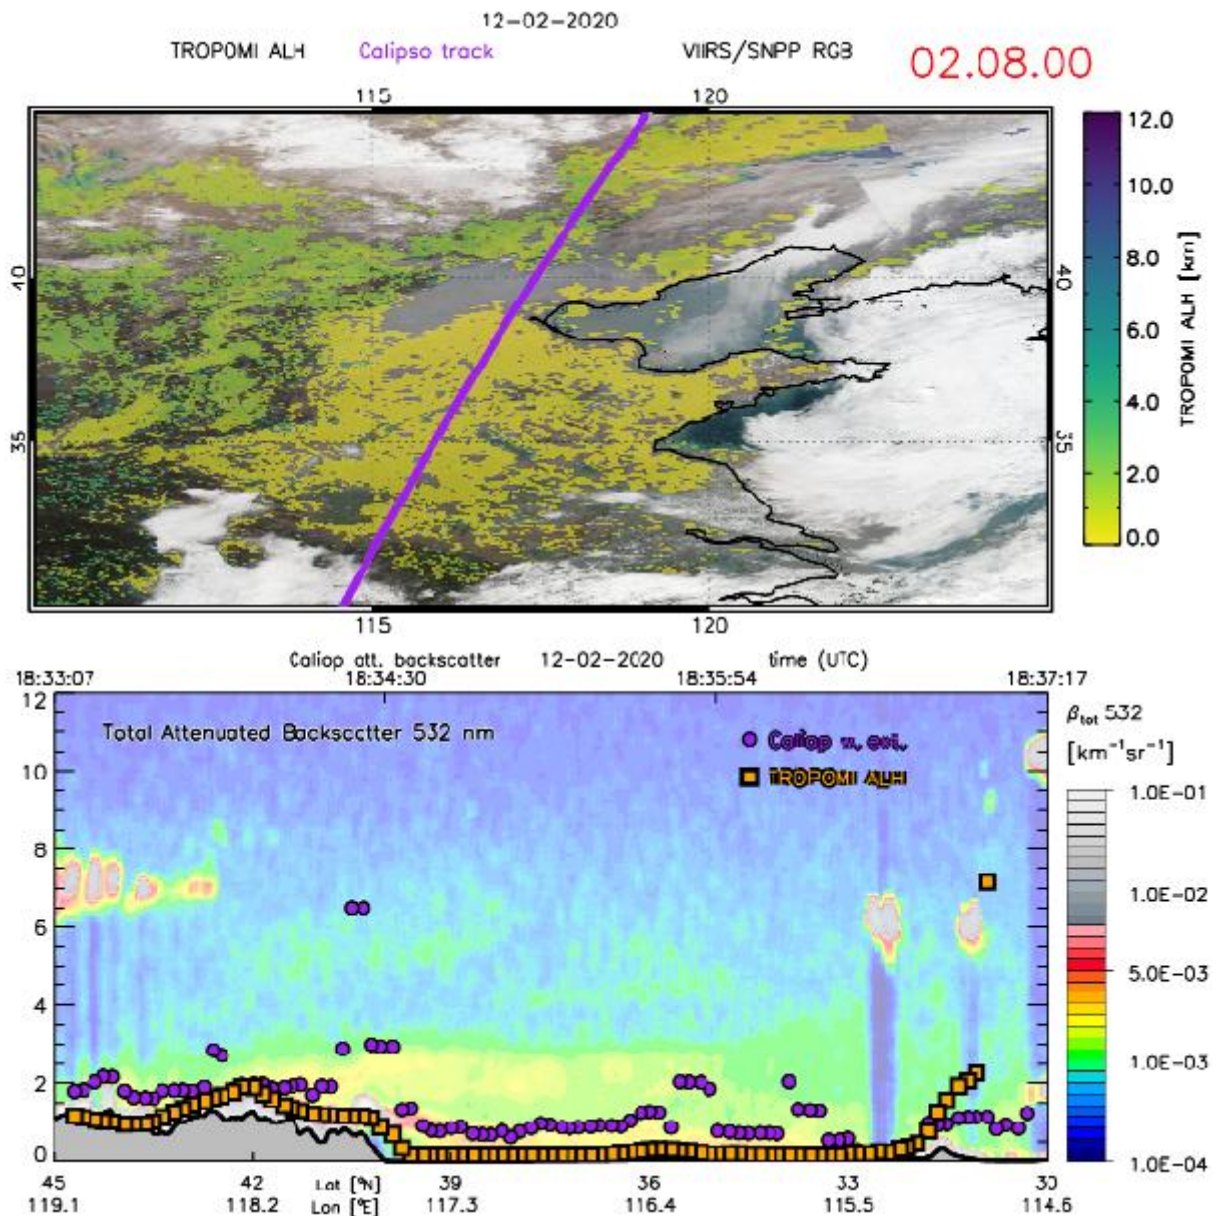 12-02-2020
TROPOMI ALH Calipso track VIIRS/SNPP RGB 02.08.00
115 120
12.0
10.0
8.0
6.0
4.0
2.0
0.0
TROPOMI ALH [km]
40 40
35 35
115 120
Caliop att. backscatter 12-02-2020 time (UTC)
18:33:07 18:34:30 18:35:54 18:37:17
Total Attenuated Backscatter 532 nm
Caliop w. ext.
TROPOMI ALH
12
10
8
6
4
2
0
βtot 532
[km⁻¹sr⁻¹]
1.0E-01
1.0E-02
5.0E-03
1.0E-03
1.0E-04
45 42 Lat [°N] 39 36 33 30
119.1 118.2 Lon [°E] 117.3 116.4 115.5 114.6